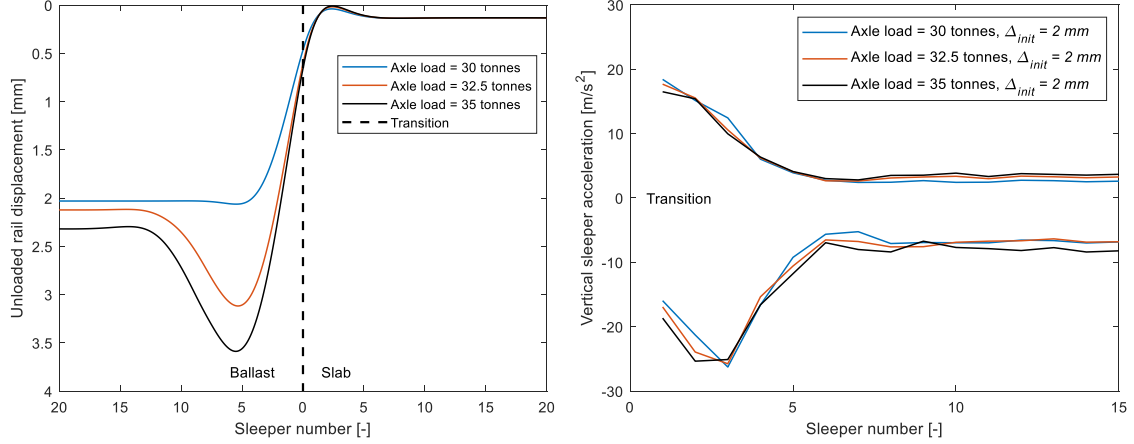 0
0.5
1
1.5
2
2.5
3
3.5
4
20
15
10
5
0
5
10
15
20
Unloaded rail displacement [mm]
Sleeper number [-]
Axle load = 30 tonnes
Axle load = 32.5 tonnes
Axle load = 35 tonnes
Transition
Ballast
Slab
30
20
10
0
-10
-20
-30
0
5
10
15
Vertical sleeper acceleration [m/s²]
Sleeper number [-]
Axle load = 30 tonnes, Δinit = 2 mm
Axle load = 32.5 tonnes, Δinit = 2 mm
Axle load = 35 tonnes, Δinit = 2 mm
Transition